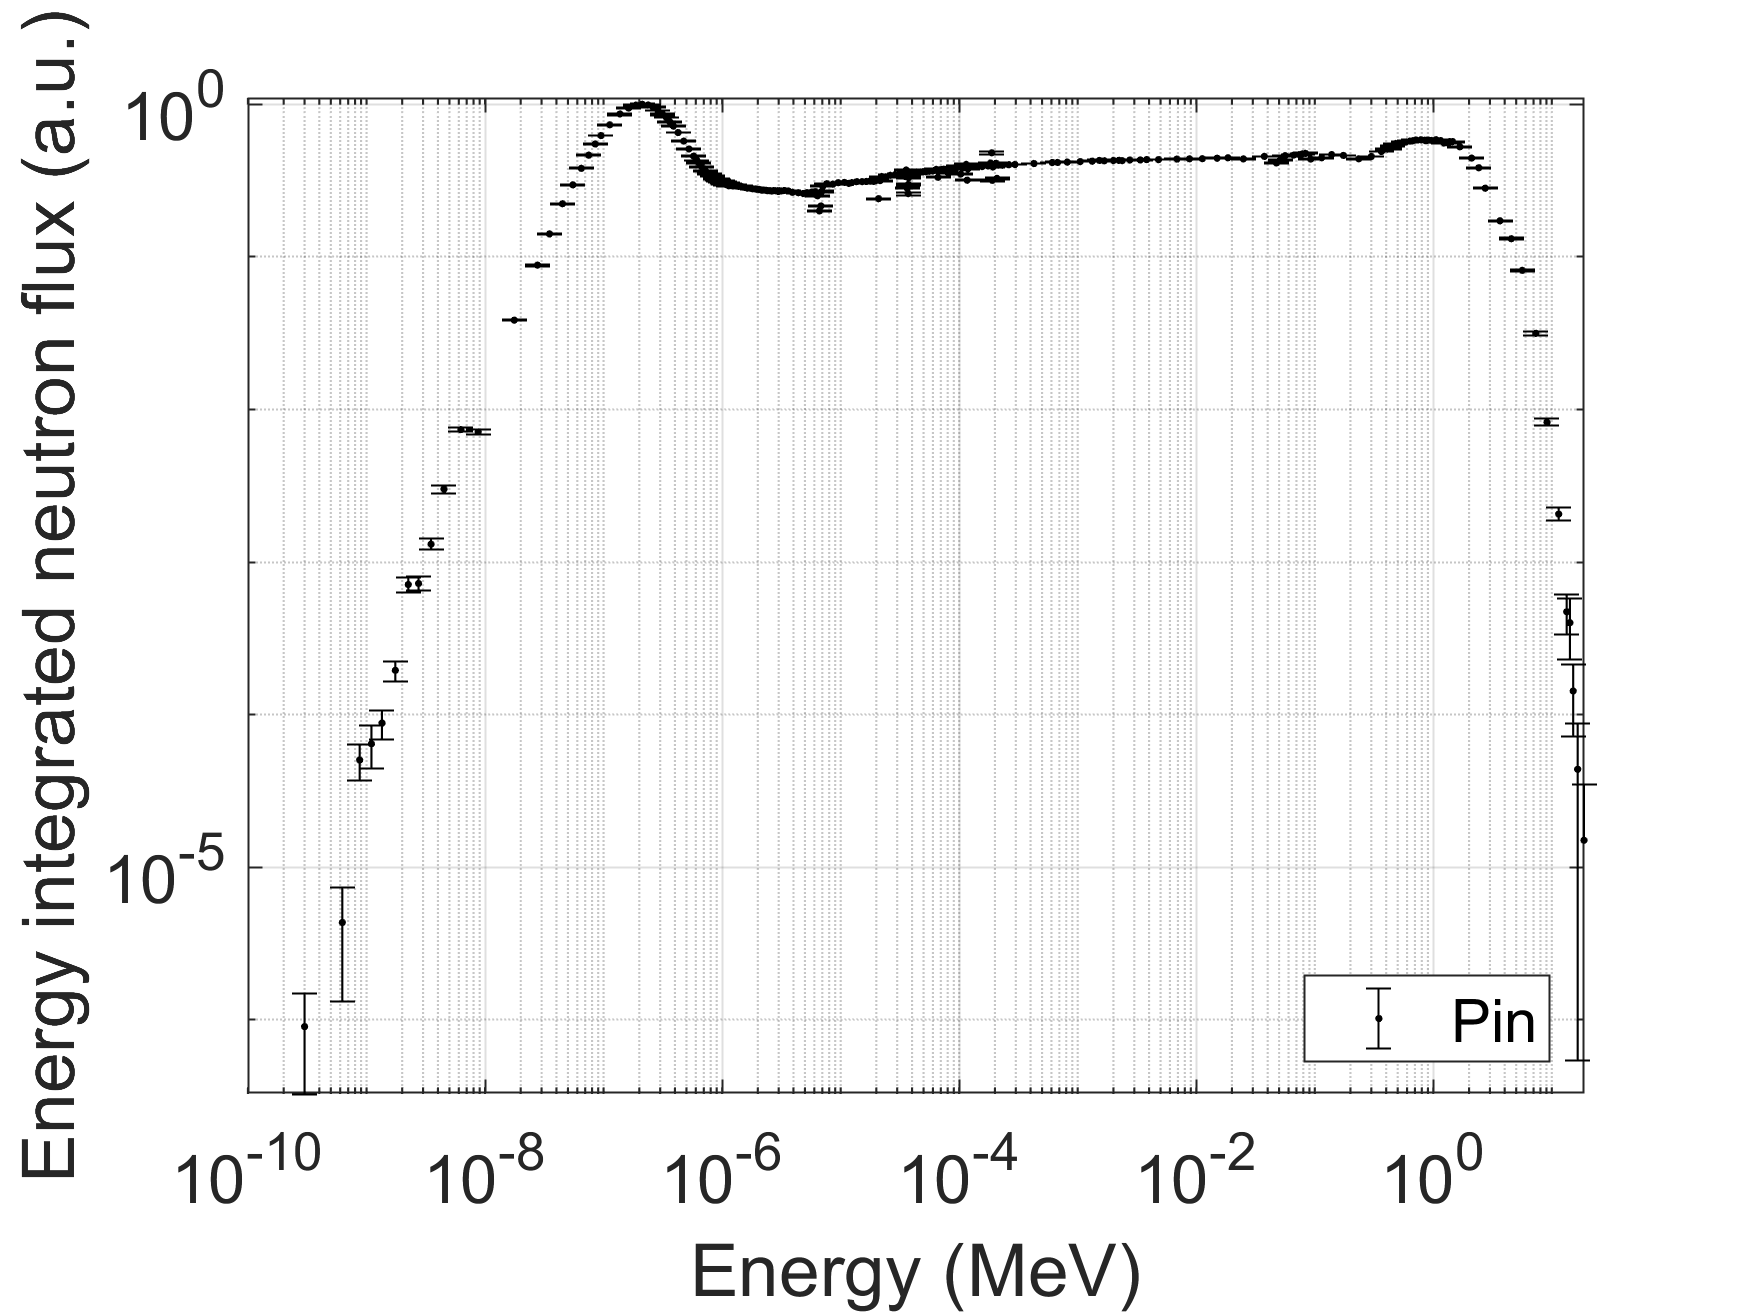 Energy integrated neutron flux (a.u.)
10^0
10^-5
Pin
10^-10 10^-8 10^-6 10^-4 10^-2 10^0
Energy (MeV)